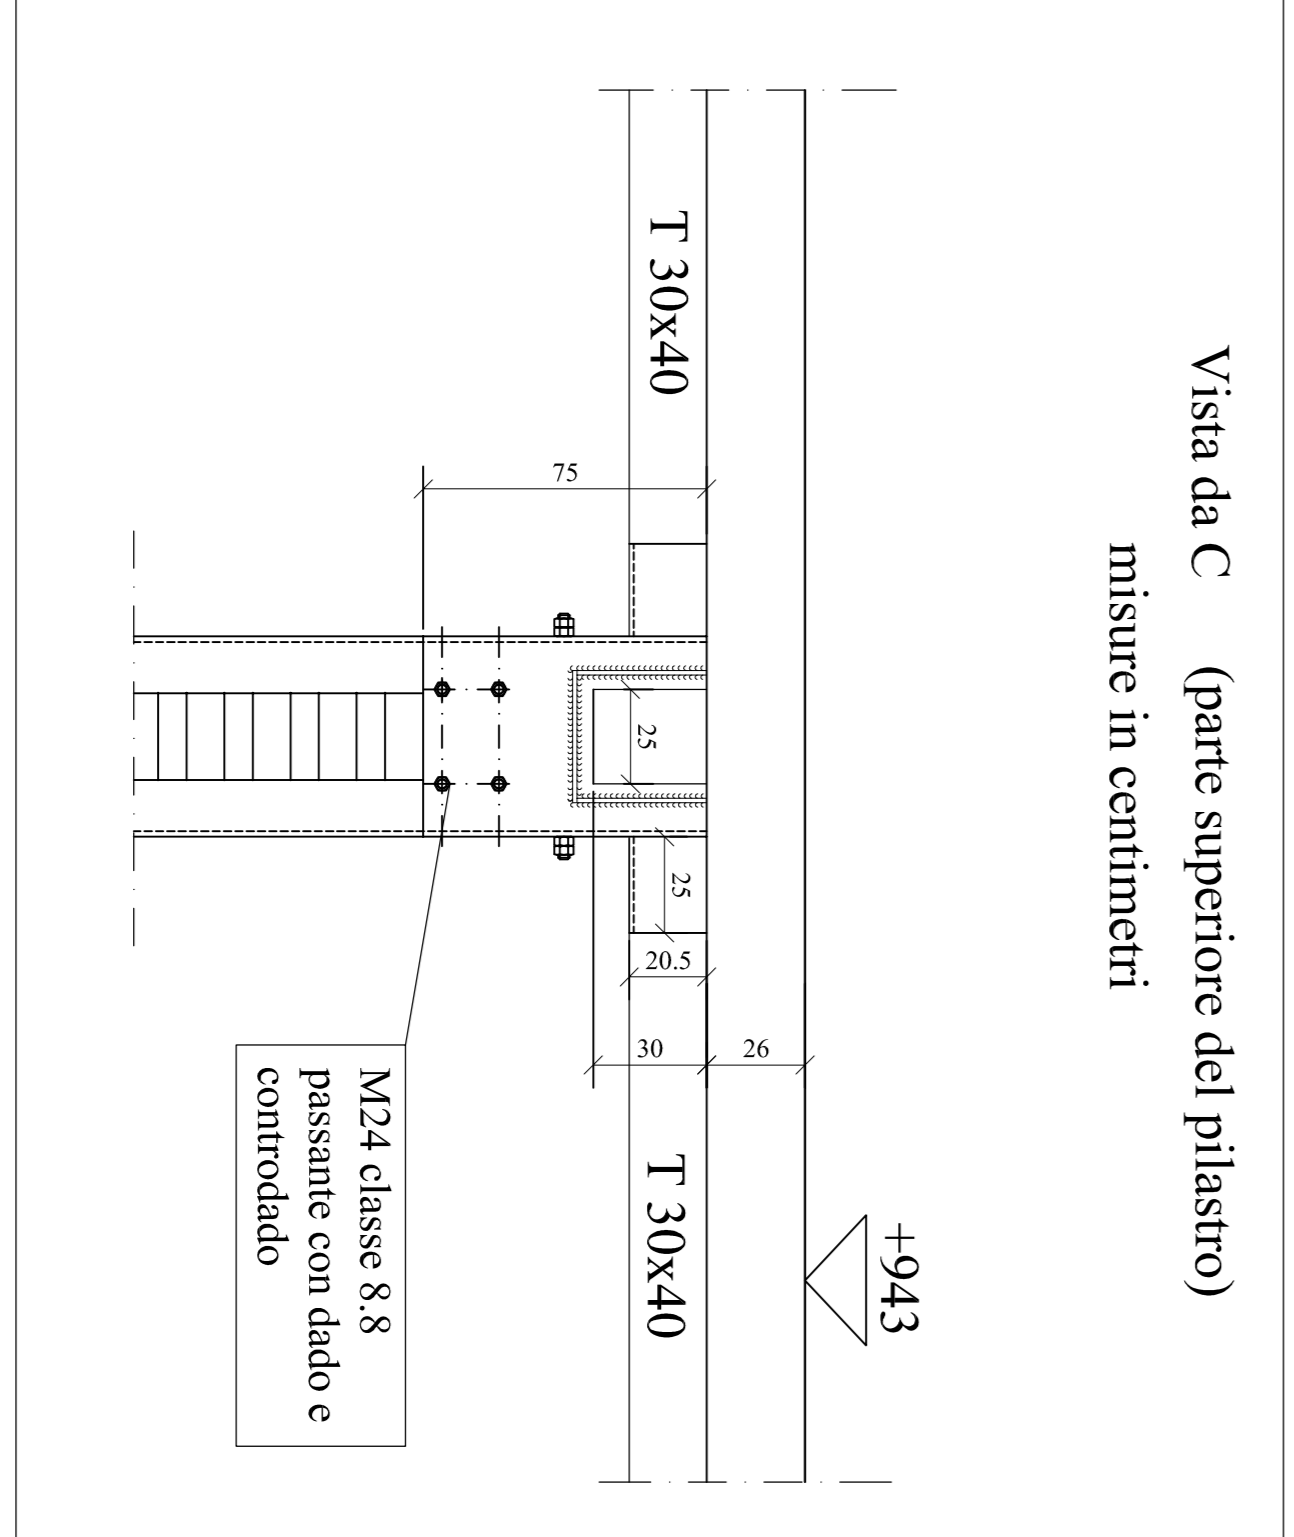 Vista da C (parte superiore del pilastro)
misure in centimetri
+943
26
T 30x40
T 30x40
20.5
30
25
25
75
M24 classe 8.8
passante con dado e
controdado